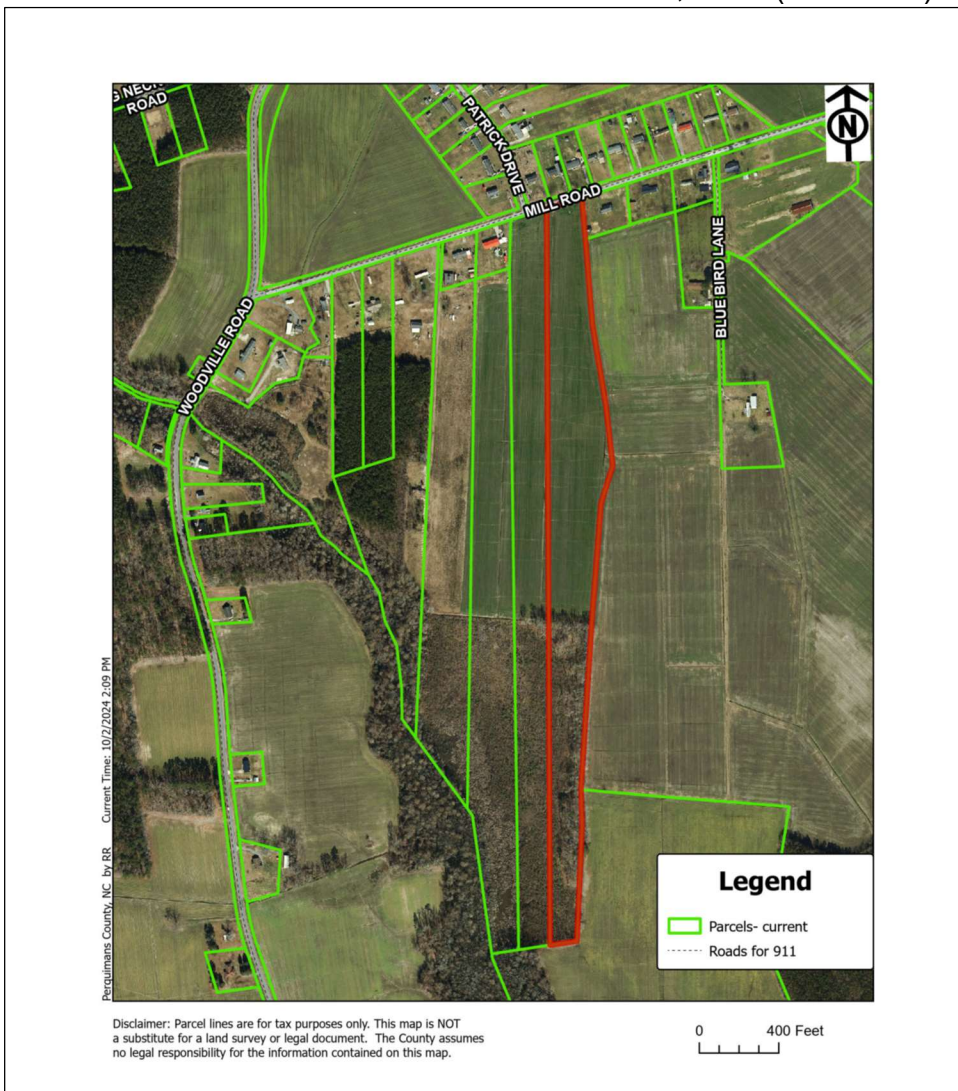 G NECK
ROAD
PATRICK DRIVE
MILL ROAD
N
BLUE BIRD LANE
WOODVILLE ROAD
Perquimans County, NC by RR Current Time: 10/2/2024 2:09 PM
Legend
Parcels- current
Roads for 911
Disclaimer: Parcel lines are for tax purposes only. This map is NOT
a substitute for a land survey or legal document. The County assumes
no legal responsibility for the information contained on this map.
0 400 Feet